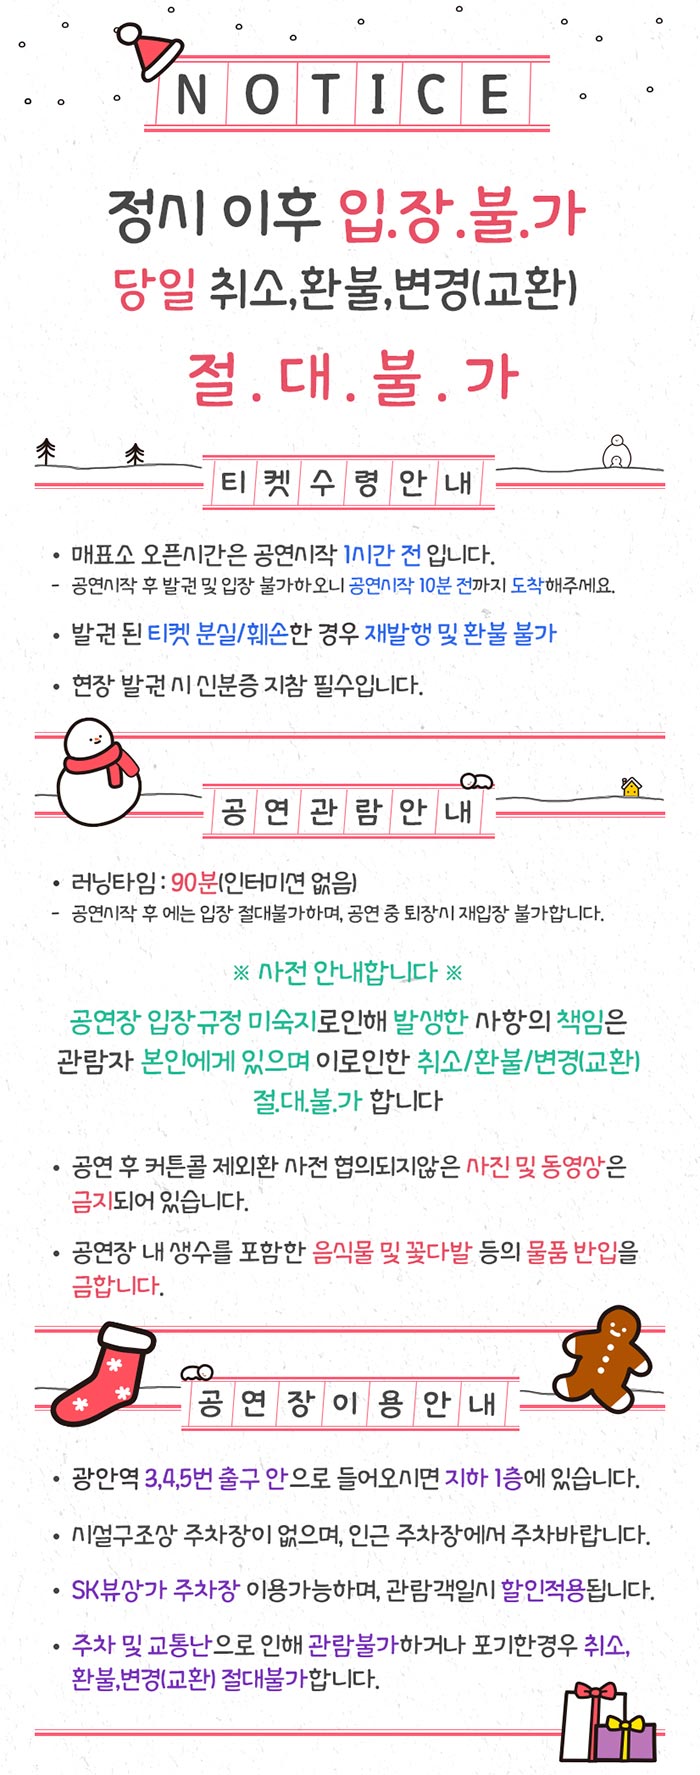 NOTICE
정시 이후 입.장.불.가
당일 취소,환불,변경(교환)
절.대.불.가
티켓수령안내
• 매표소 오픈시간은 공연시작 1시간 전 입니다.
- 공연시작 후 발권 및 입장 불가하오니 공연시작 10분 전까지 도착해주세요.
• 발권 된 티켓 분실/훼손한 경우 재발행 및 환불 불가
• 현장 발권 시 신분증 지참 필수입니다.
공연관람안내
• 러닝타임 : 90분(인터미션 없음)
- 공연시작 후 에는 입장 절대불가하며, 공연 중 퇴장시 재입장 불가합니다.
※ 사전 안내합니다 ※
공연장 입장규정 미숙지로인해 발생한 사항의 책임은
관람자 본인에게 있으며 이로인한 취소/환불/변경(교환)
절.대.불.가 합니다
• 공연 후 커튼콜 제외환 사전 협의되지않은 사진 및 동영상은
금지되어 있습니다.
• 공연장 내 생수를 포함한 음식물 및 꽃다발 등의 물품 반입을
금합니다.
공연장이용안내
• 광안역 3,4,5번 출구 안으로 들어오시면 지하 1층에 있습니다.
• 시설구조상 주차장이 없으며, 인근 주차장에서 주차바랍니다.
• SK뷰상가 주차장 이용가능하며, 관람객일시 할인적용됩니다.
• 주차 및 교통난으로 인해 관람불가하거나 포기한경우 취소,
환불,변경(교환) 절대불가합니다.